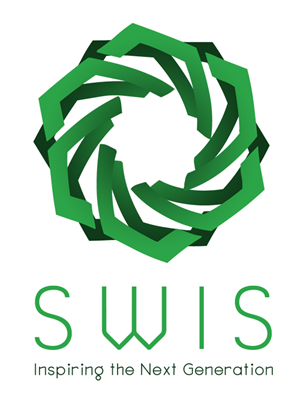 SWIS
Inspiring the Next Generation